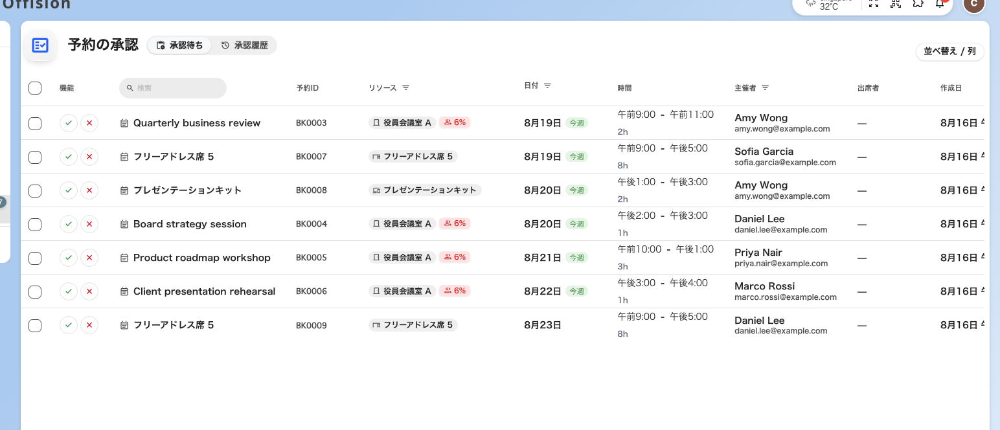 Offision
32°C
C
予約の承認
承認待ち
承認履歴
並べ替え / 列
機能 検索 予約ID リソース 日付 時間 主催者 出席者 作成日
Quarterly business review BK0003 役員会議室 A 6% 8月19日 今週 午前9:00 - 午前11:00 Amy Wong — 8月16日
2h amy.wong@example.com
フリーアドレス席 5 BK0007 フリーアドレス席 5 8月19日 今週 午前9:00 - 午後5:00 Sofia Garcia — 8月16日
8h sofia.garcia@example.com
プレゼンテーションキット BK0008 プレゼンテーションキット 8月20日 今週 午後1:00 - 午後3:00 Amy Wong — 8月16日
2h amy.wong@example.com
7
Board strategy session BK0004 役員会議室 A 6% 8月20日 今週 午後2:00 - 午後3:00 Daniel Lee — 8月16日
1h daniel.lee@example.com
Product roadmap workshop BK0005 役員会議室 A 6% 8月21日 今週 午前10:00 - 午後1:00 Priya Nair — 8月16日
3h priya.nair@example.com
Client presentation rehearsal BK0006 役員会議室 A 6% 8月22日 今週 午後3:00 - 午後4:00 Marco Rossi — 8月16日
1h marco.rossi@example.com
フリーアドレス席 5 BK0009 フリーアドレス席 5 8月23日 午前9:00 - 午後5:00 Daniel Lee — 8月16日
8h daniel.lee@example.com